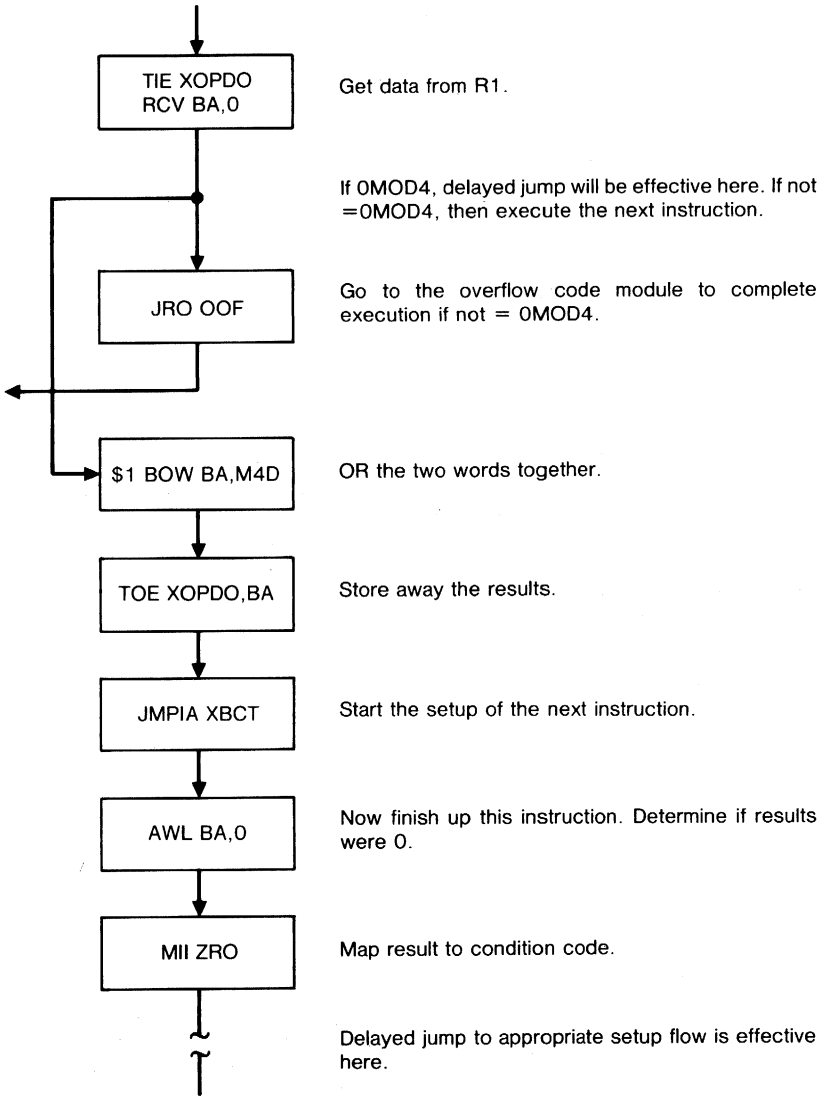 TIE XOPDO
RCV BA,0
Get data from R1.
If 0MOD4, delayed jump will be effective here. If not
=0MOD4, then execute the next instruction.
JRO OOF
Go to the overflow code module to complete
execution if not = 0MOD4.
$1 BOW BA,M4D
OR the two words together.
TOE XOPDO,BA
Store away the results.
JMPIA XBCT
Start the setup of the next instruction.
AWL BA,0
Now finish up this instruction. Determine if results
were 0.
MII ZRO
Map result to condition code.
Delayed jump to appropriate setup flow is effective
here.